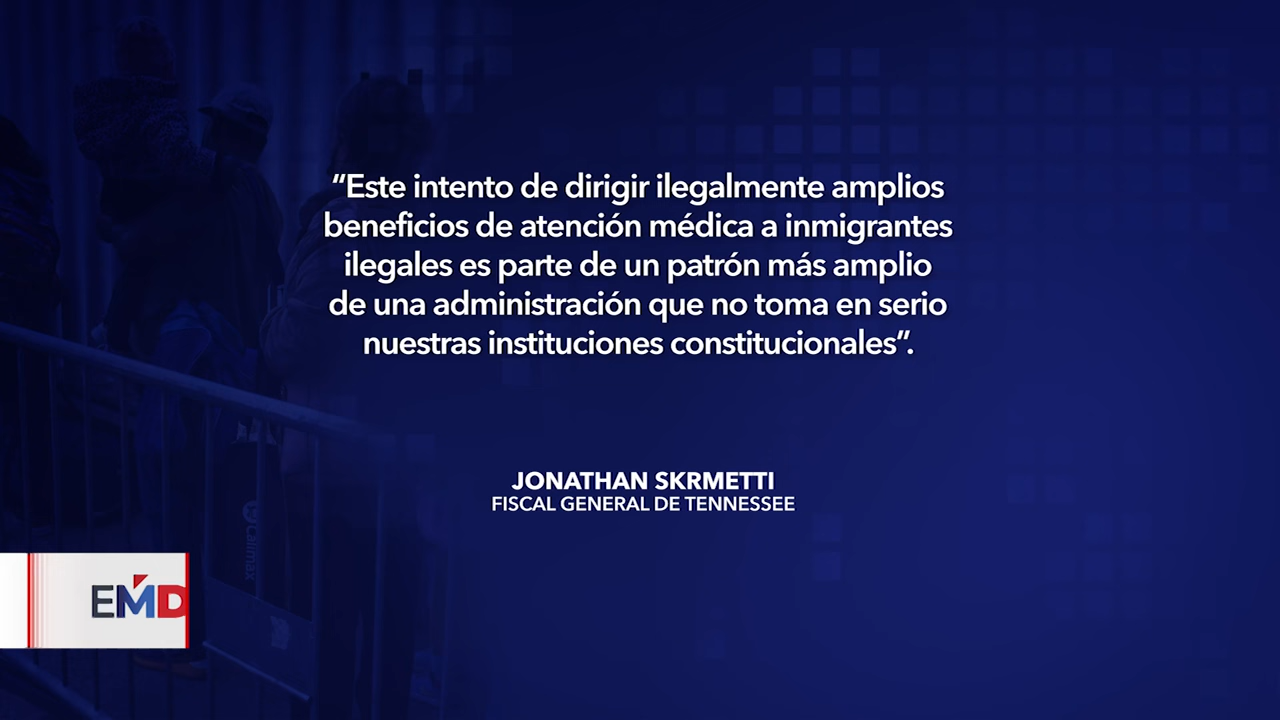 “Este intento de dirigir ilegalmente amplios
beneficios de atención médica a inmigrantes
ilegales es parte de un patrón más amplio
de una administración que no toma en serio
nuestras instituciones constitucionales”.
JONATHAN SKRMETTI
FISCAL GENERAL DE TENNESSEE
calmax
EMD